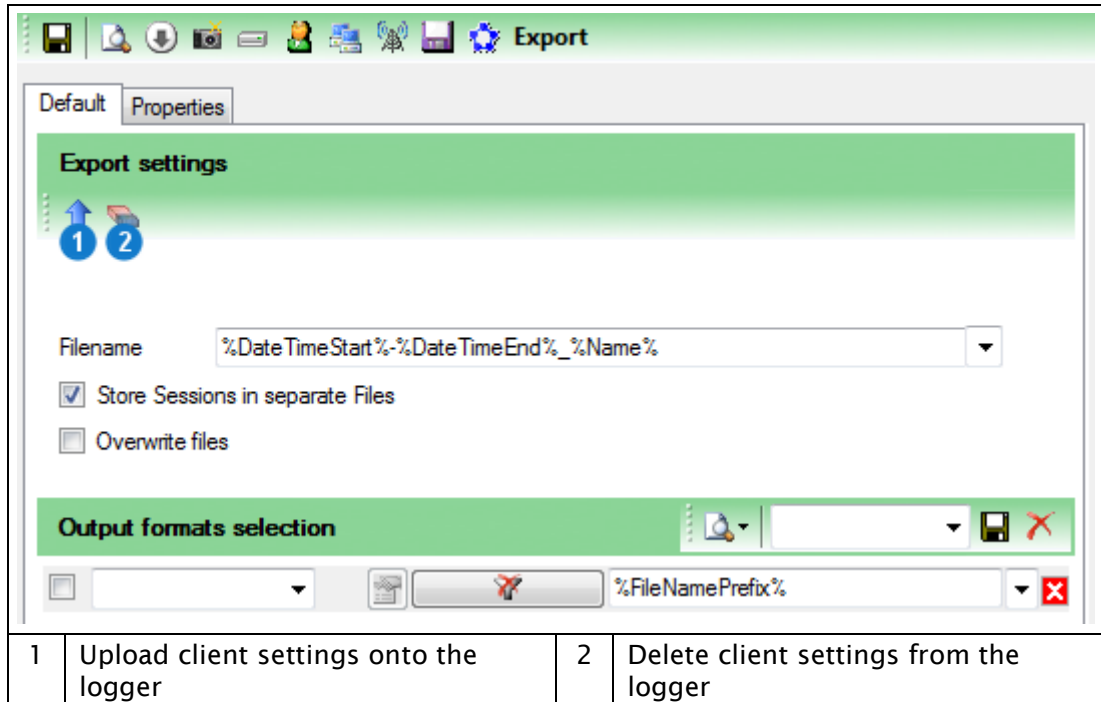 Export
Default Properties
Export settings
1 2
Filename %DateTimeStart%-%DateTimeEnd%_%Name%
Store Sessions in separate Files
Overwrite files
Output formats selection
%FileNamePrefix%
1 Upload client settings onto the
logger
2 Delete client settings from the
logger